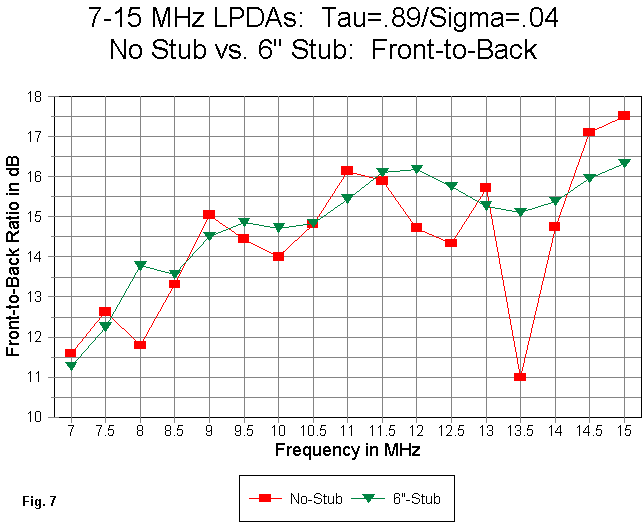 7-15 MHz LPDAs:  Tau=.89/Sigma=.04
No Stub vs. 6" Stub:  Front-to-Back
Front-to-Back Ratio in dB
18
17
16
15
14
13
12
11
10
7 7.5 8 8.5 9 9.5 10 10.5 11 11.5 12 12.5 13 13.5 14 14.5 15
Frequency in MHz
Fig. 7
No-Stub 6"-Stub